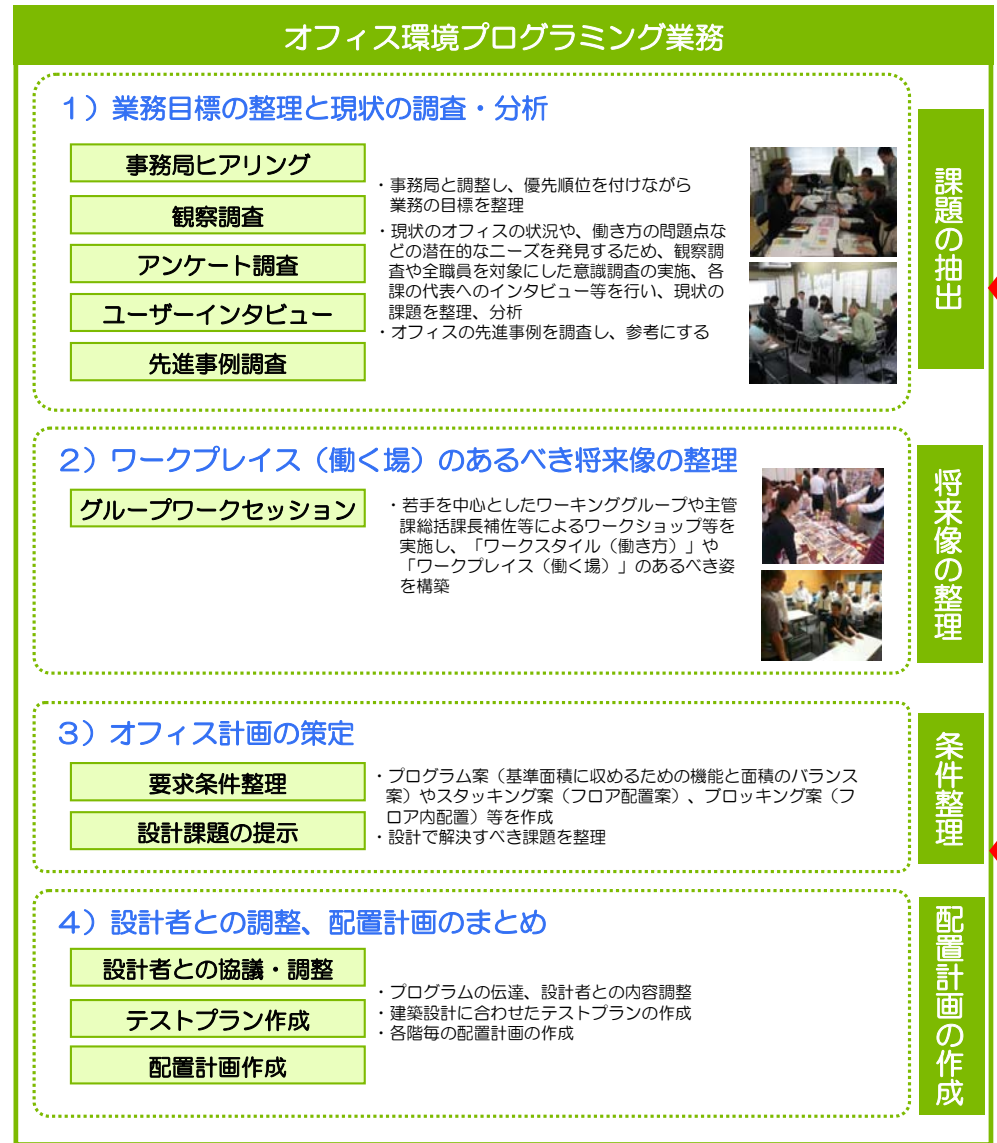 オフィス環境プログラミング業務
1）業務目標の整理と現状の調査・分析
事務局ヒアリング
観察調査
アンケート調査
ユーザーインタビュー
先進事例調査
・事務局と調整し、優先順位を付けながら
業務の目標を整理
・現状のオフィスの状況や、働き方の問題点な
どの潜在的なニーズを発見するため、観察調
査や全職員を対象にした意識調査の実施、各
課の代表へのインタビュー等を行い、現状の
課題を整理、分析
・オフィスの先進事例を調査し、参考にする
課題の抽出
2）ワークプレイス（働く場）のあるべき将来像の整理
グループワークセッション
・若手を中心としたワーキンググループや主管
課総括課長補佐等によるワークショップ等を
実施し、「ワークスタイル（働き方）」や
「ワークプレイス（働く場）」のあるべき姿
を構築
将来像の整理
3）オフィス計画の策定
要求条件整理
設計課題の提示
・プログラム案（基準面積に収めるための機能と面積のバランス
案）やスタッキング案（フロア配置案）、ブロッキング案（フ
ロア内配置）等を作成
・設計で解決すべき課題を整理
条件整理
4）設計者との調整、配置計画のまとめ
設計者との協議・調整
テストプラン作成
配置計画作成
・プログラムの伝達、設計者との内容調整
・建築設計に合わせたテストプランの作成
・各階毎の配置計画の作成
配置計画の作成